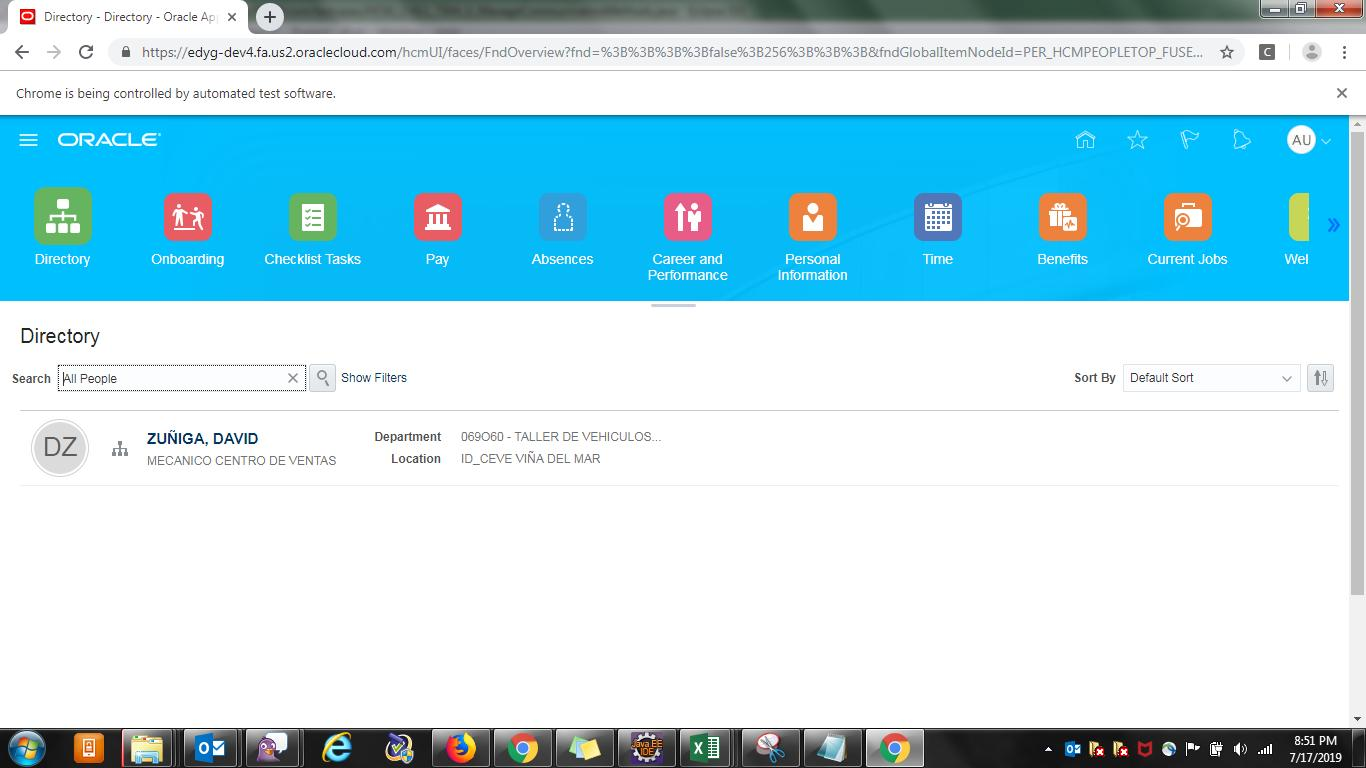 Directory - Directory - Oracle Ap
https://edyg-dev4.fa.us2.oraclecloud.com/hcmUI/faces/FndOverview?fnd=%3B%3B%3B%3Bfalse%3B256%3B%3B%3B&fndGlobalItemNodeId=PER_HCMPEOPLETOP_FUSE...
C
Chrome is being controlled by automated test software.
ORACLE
AU
Directory
Onboarding
Checklist Tasks
Pay
Absences
Career and
Performance
Personal
Information
Time
Benefits
Current Jobs
Wel
Directory
Search
All People
Show Filters
Sort By
Default Sort
DZ
ZUÑIGA, DAVID
Department
069O60 - TALLER DE VEHICULOS...
MECANICO CENTRO DE VENTAS
Location
ID_CEVE VIÑA DEL MAR
Java EE
IDE
8:51 PM
7/17/2019